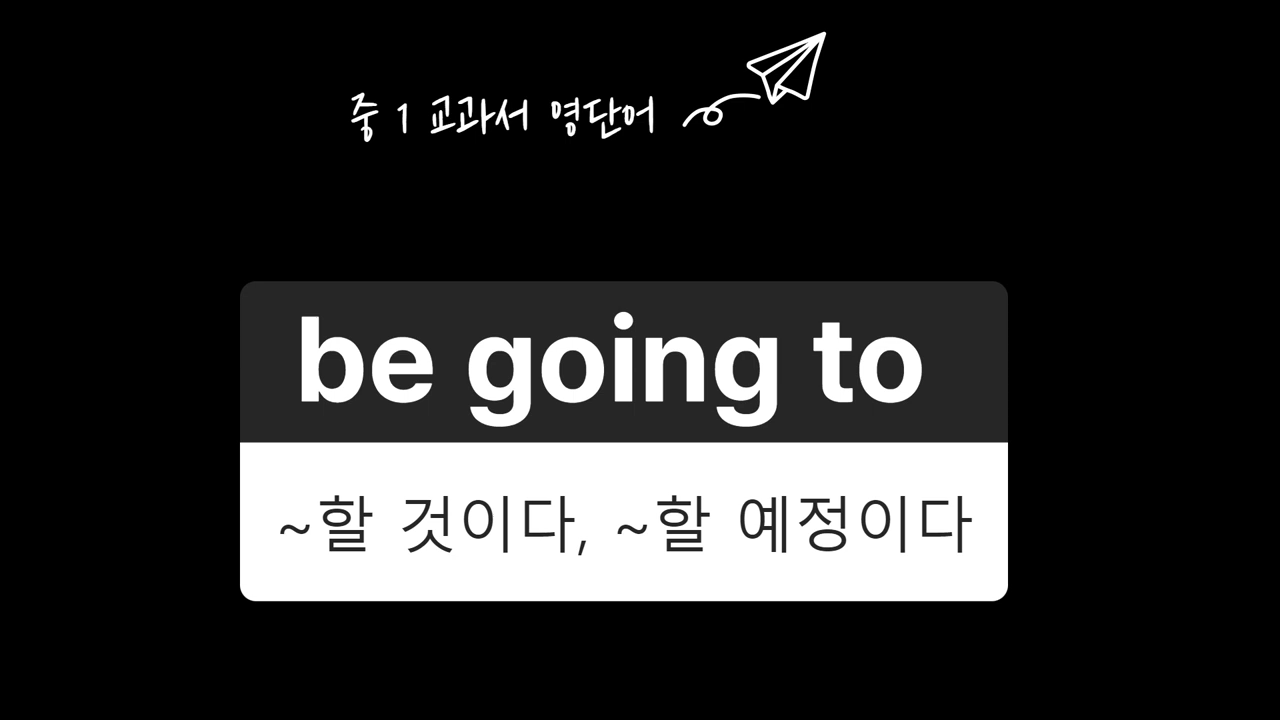 중 1 교과서 영단어
be going to
~할 것이다, ~할 예정이다